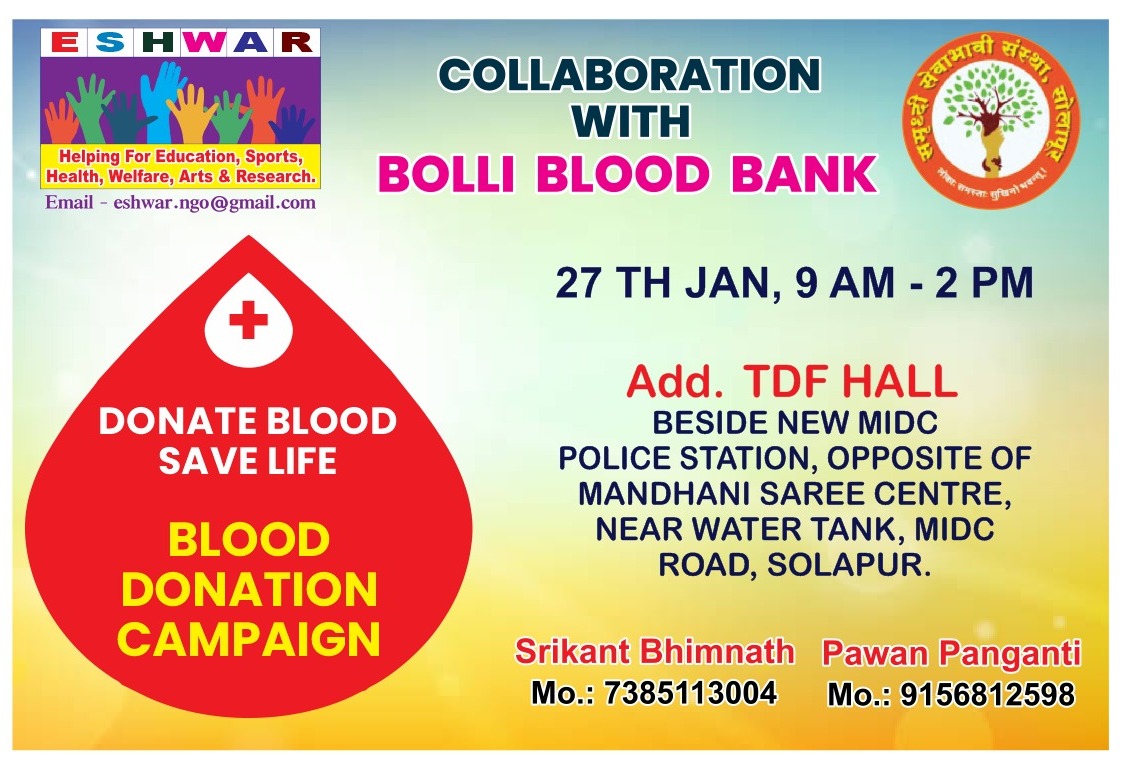 ESHWAR
Helping For Education, Sports,
Health, Welfare, Arts & Research.
Email - eshwar.ngo@gmail.com
COLLABORATION
WITH
BOLLI BLOOD BANK
समृध्दी सेवाभावी संस्था, सोलापूर
लोकाः समस्ताः सुखिनो भवन्तू।
27 TH JAN, 9 AM - 2 PM
DONATE BLOOD
SAVE LIFE
BLOOD
DONATION
CAMPAIGN
Add. TDF HALL
BESIDE NEW MIDC
POLICE STATION, OPPOSITE OF
MANDHANI SAREE CENTRE,
NEAR WATER TANK, MIDC
ROAD, SOLAPUR.
Srikant Bhimnath
Mo.: 7385113004
Pawan Panganti
Mo.: 9156812598